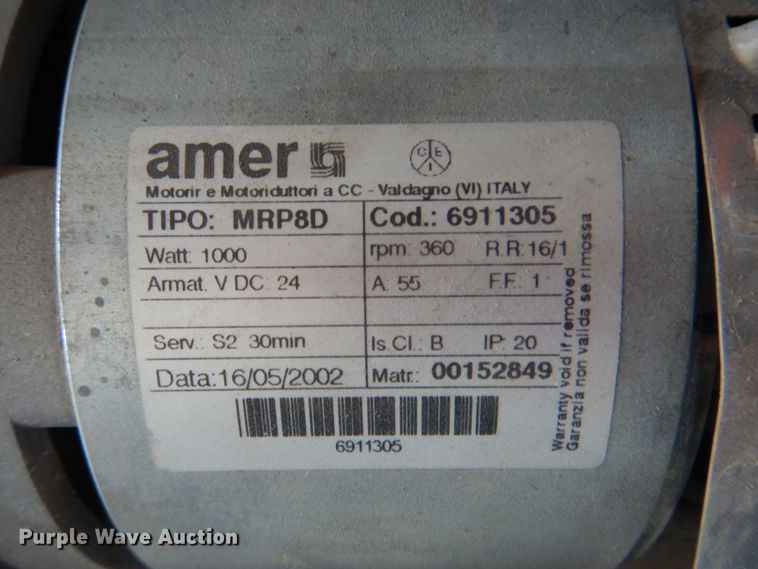 amer
C E I
Motorir e Motoriduttori a CC - Valdagno (VI) ITALY
TIPO: MRP8D Cod.: 6911305
Watt: 1000 rpm: 360 R.R: 16/1
Armat. V DC: 24 A: 55 F.F.: 1
Serv.: S2 30min Is.Cl.: B IP: 20
Data:16/05/2002 Matr.: 00152849
6911305
Warranty void if removed
Garanzia non valida se rimossa
Purple Wave Auction